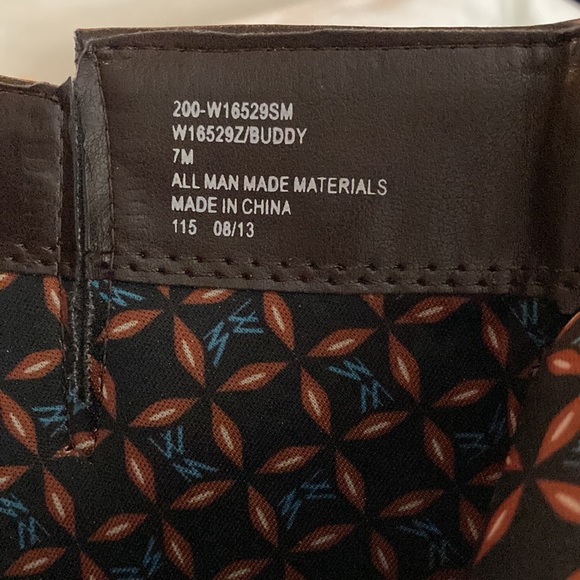 200-W16529SM
W16529Z/BUDDY
7M
ALL MAN MADE MATERIALS
MADE IN CHINA
115 08/13